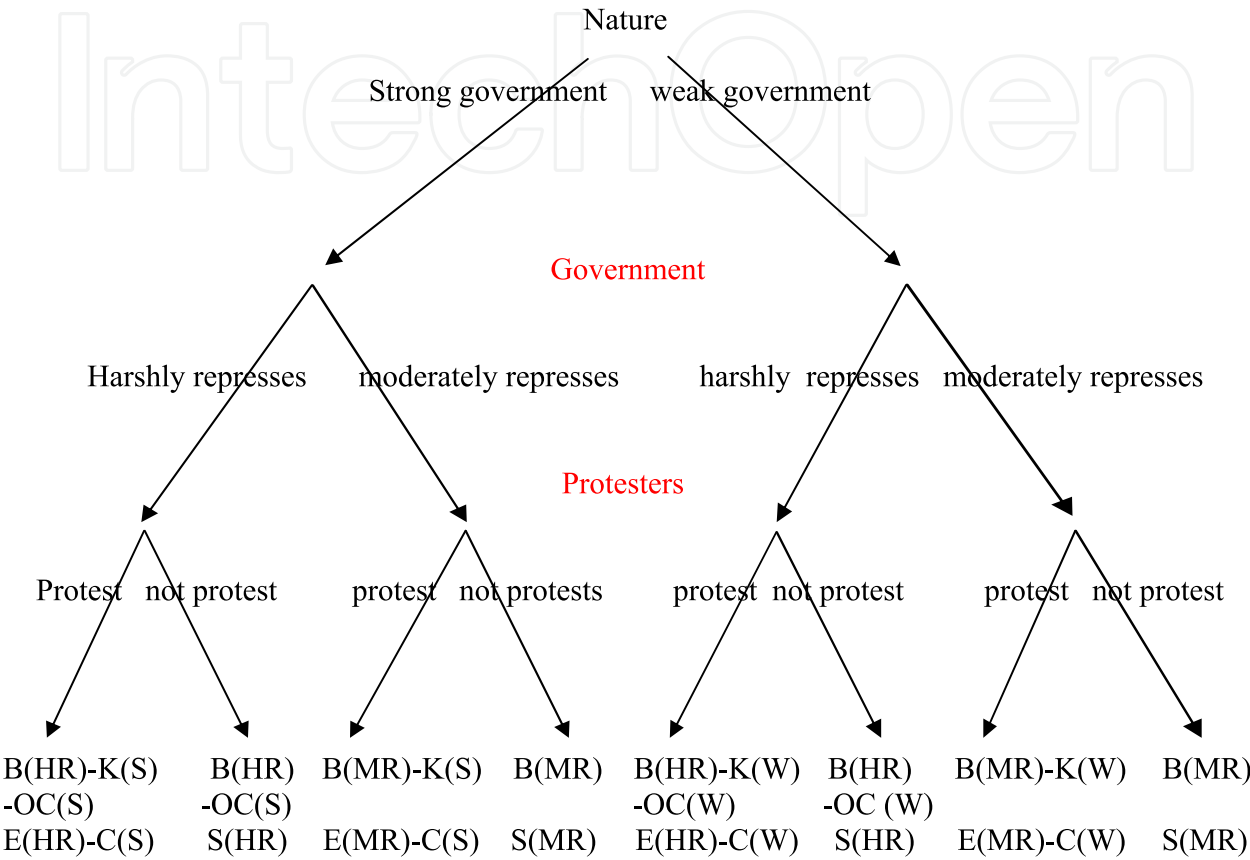 IntechOpen
Nature
Strong government weak government
Government
Harshly represses moderately represses harshly represses moderately represses
Protesters
Protest not protest protest not protests protest not protest protest not protest
B(HR)-K(S) B(HR) B(MR)-K(S) B(MR) B(HR)-K(W) B(HR) B(MR)-K(W) B(MR)
-OC(S) -OC(S) -OC(W) -OC (W)
E(HR)-C(S) S(HR) E(MR)-C(S) S(MR) E(HR)-C(W) S(HR) E(MR)-C(W) S(MR)